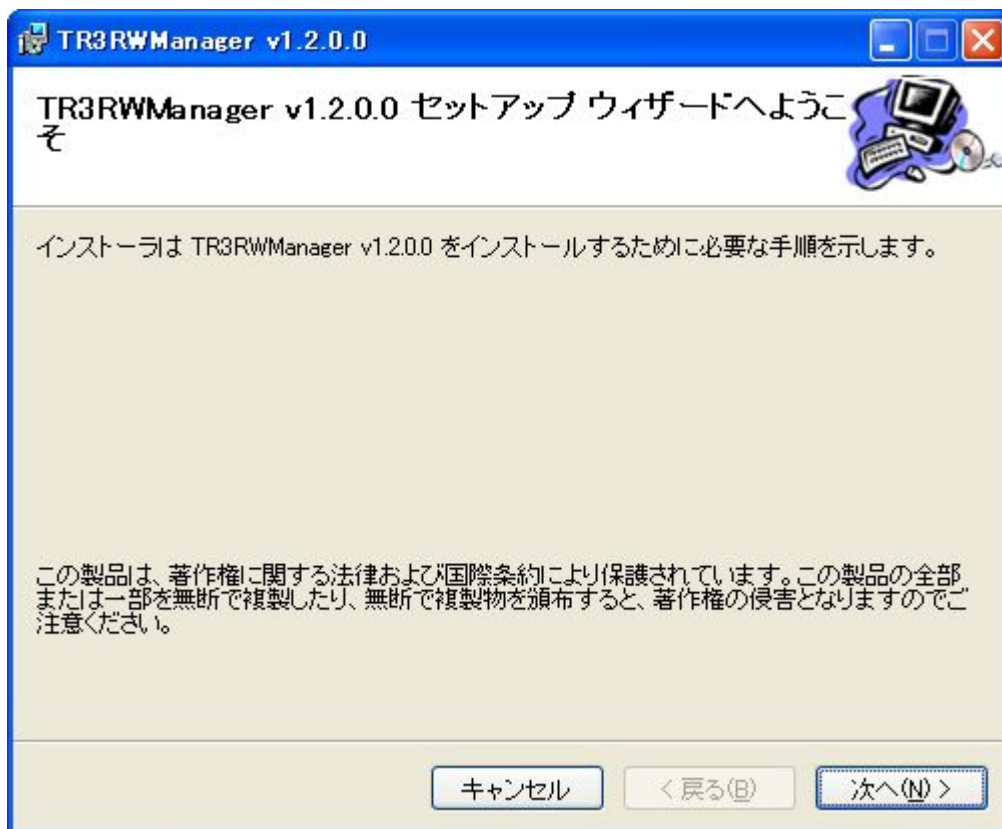 TR3RWManager v1.2.0.0
TR3RWManager v1.2.0.0 セットアップ ウィザードへようこ
そ
インストーラは TR3RWManager v1.2.0.0 をインストールするために必要な手順を示します。
この製品は、著作権に関する法律および国際条約により保護されています。この製品の全部
または一部を無断で複製したり、無断で複製物を頒布すると、著作権の侵害となりますのでご
注意ください。
キャンセル
< 戻る(B)
次へ(N) >